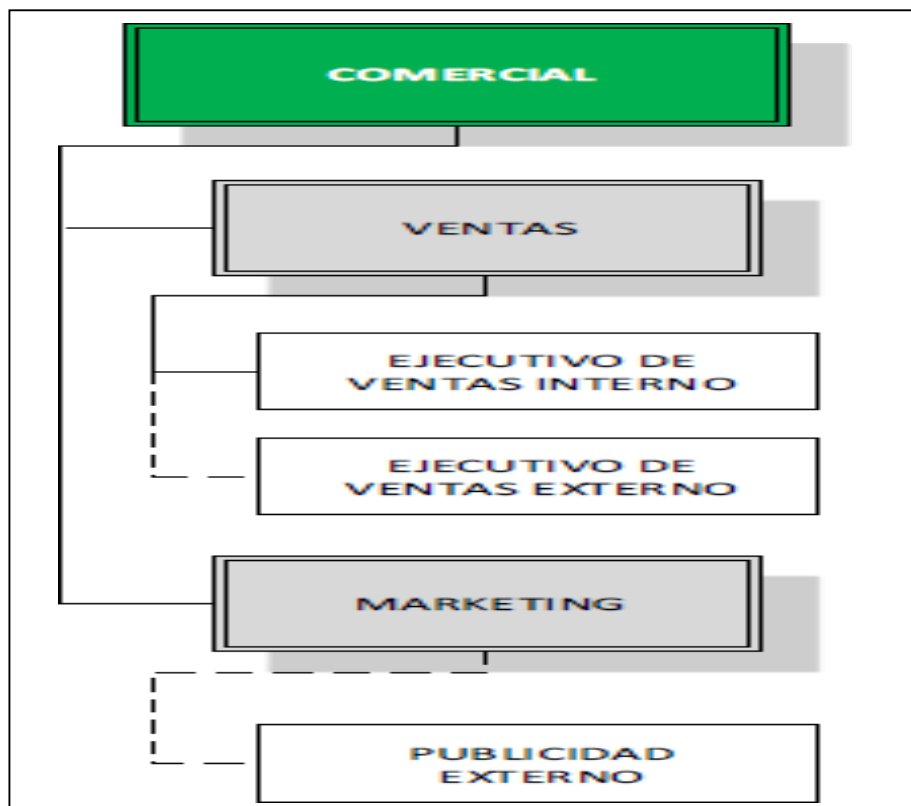 COMERCIAL
VENTAS
EJECUTIVO DE
VENTAS INTERNO
EJECUTIVO DE
VENTAS EXTERNO
MARKETING
PUBLICIDAD
EXTERNO